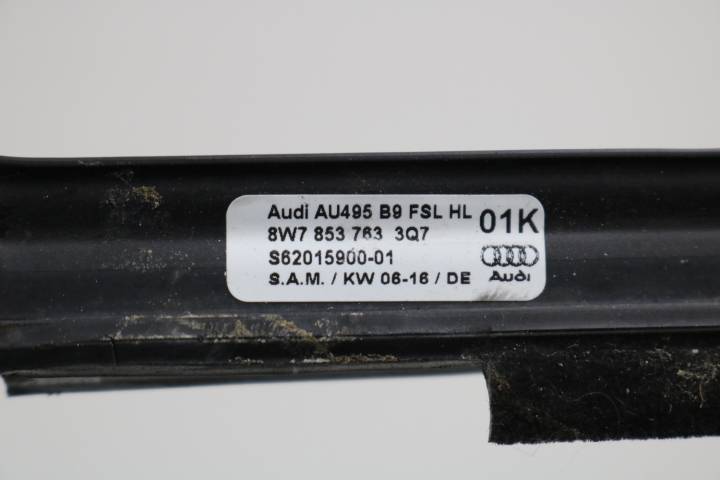 Audi AU495 B9 FSL HL 01K
8W7 853 763 3Q7
S62015900-01
S.A.M. / KW 06-16 / DE
Audi